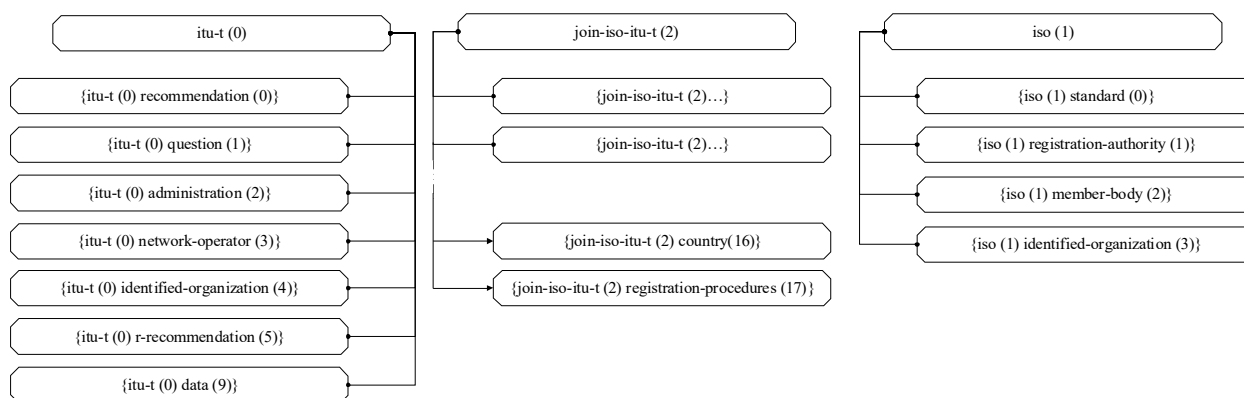 itu-t (0)
{itu-t (0) recommendation (0)}
{itu-t (0) question (1)}
{itu-t (0) administration (2)}
{itu-t (0) network-operator (3)}
{itu-t (0) identified-organization (4)}
{itu-t (0) r-recommendation (5)}
{itu-t (0) data (9)}
join-iso-itu-t (2)
{join-iso-itu-t (2)…}
{join-iso-itu-t (2)…}
{join-iso-itu-t (2) country(16)}
{join-iso-itu-t (2) registration-procedures (17)}
iso (1)
{iso (1) standard (0)}
{iso (1) registration-authority (1)}
{iso (1) member-body (2)}
{iso (1) identified-organization (3)}